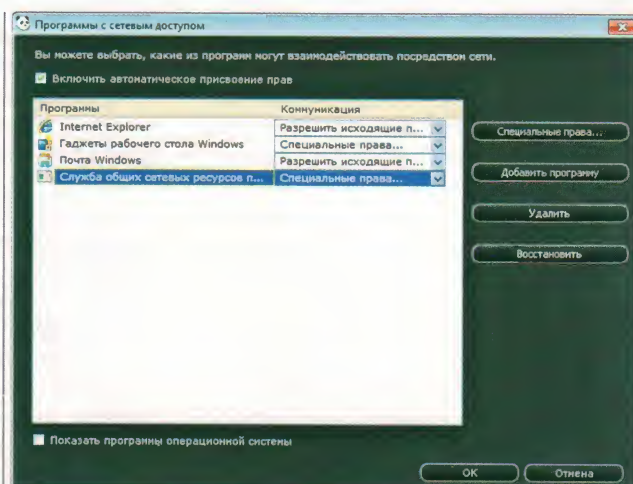 Программы с сетевым доступом
Вы можете выбрать, какие из программ могут взаимодействовать посредством сети.
Включить автоматическое присвоение прав
Программы Коммуникация
Internet Explorer Разрешить исходящие п...
Гаджеты рабочего стола Windows Специальные права...
Почта Windows Разрешить исходящие п...
Служба общих сетевых ресурсов п... Специальные права...
Специальные права...
Добавить программу
Удалить
Восстановить
Показать программы операционной системы
OK Отмена